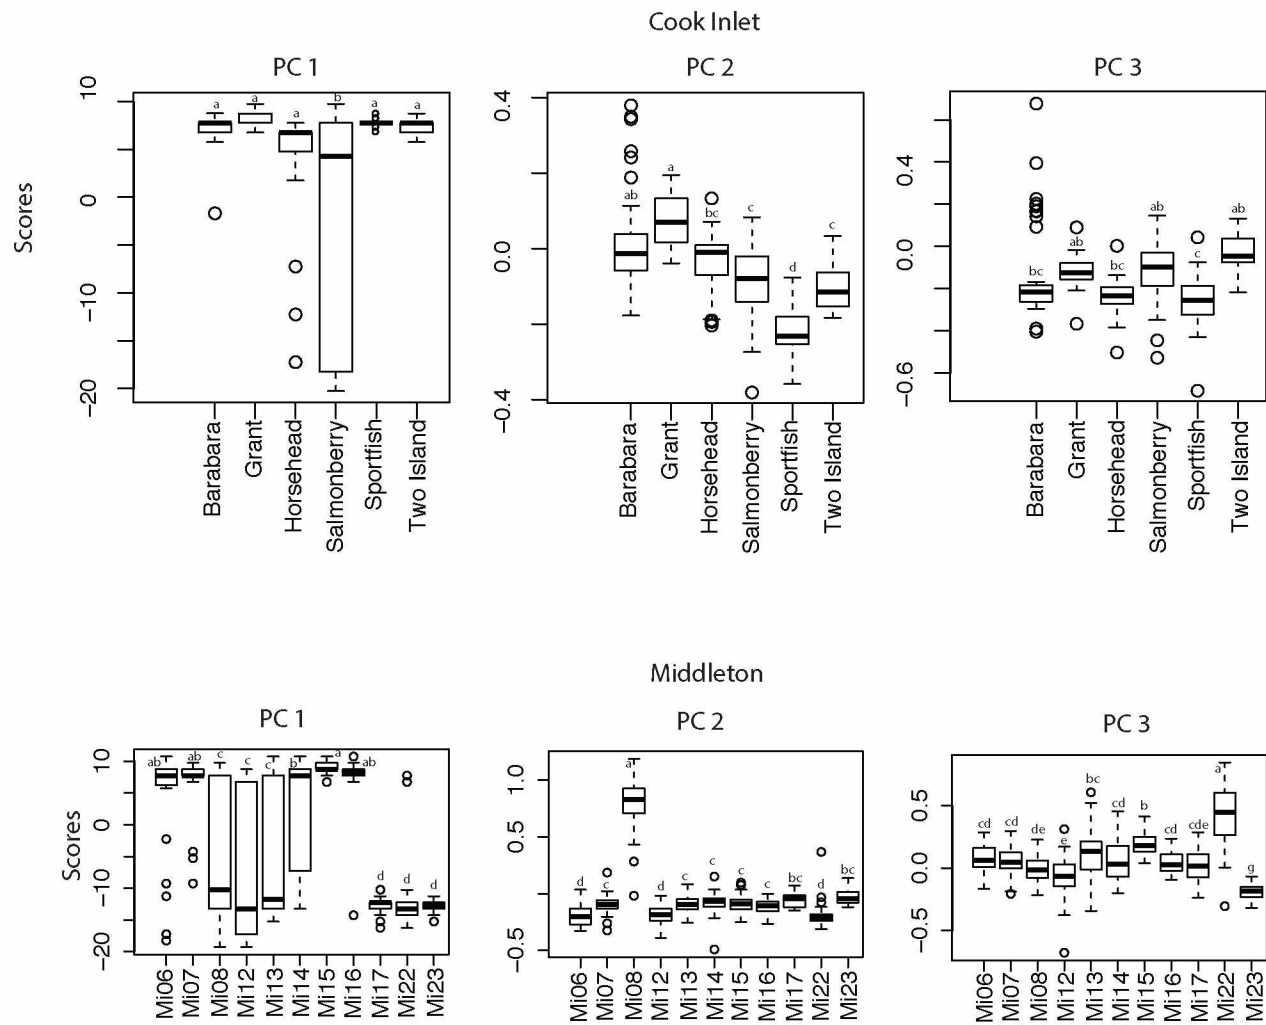 Cook Inlet
PC 1 PC 2 PC 3
Scores
10
0
−10
−20
a a a b a a
Barabara Grant Horsehead Salmonberry Sportfish Two Island
0.4
0.0
−0.4
ab a bc c d c
Barabara Grant Horsehead Salmonberry Sportfish Two Island
0.4
0.0
−0.6
bc ab bc ab c ab
Barabara Grant Horsehead Salmonberry Sportfish Two Island
Middleton
PC 1 PC 2 PC 3
Scores
10
0
−10
−20
ab ab c c c b a ab d d d
Mi06 Mi07 Mi08 Mi12 Mi13 Mi14 Mi15 Mi16 Mi17 Mi22 Mi23
1.0
0.5
−0.5
d c a d c c c c bc d bc
Mi06 Mi07 Mi08 Mi12 Mi13 Mi14 Mi15 Mi16 Mi17 Mi22 Mi23
0.5
0.0
−0.5
cd cd de e bc cd b cd cde a g
Mi06 Mi07 Mi08 Mi12 Mi13 Mi14 Mi15 Mi16 Mi17 Mi22 Mi23